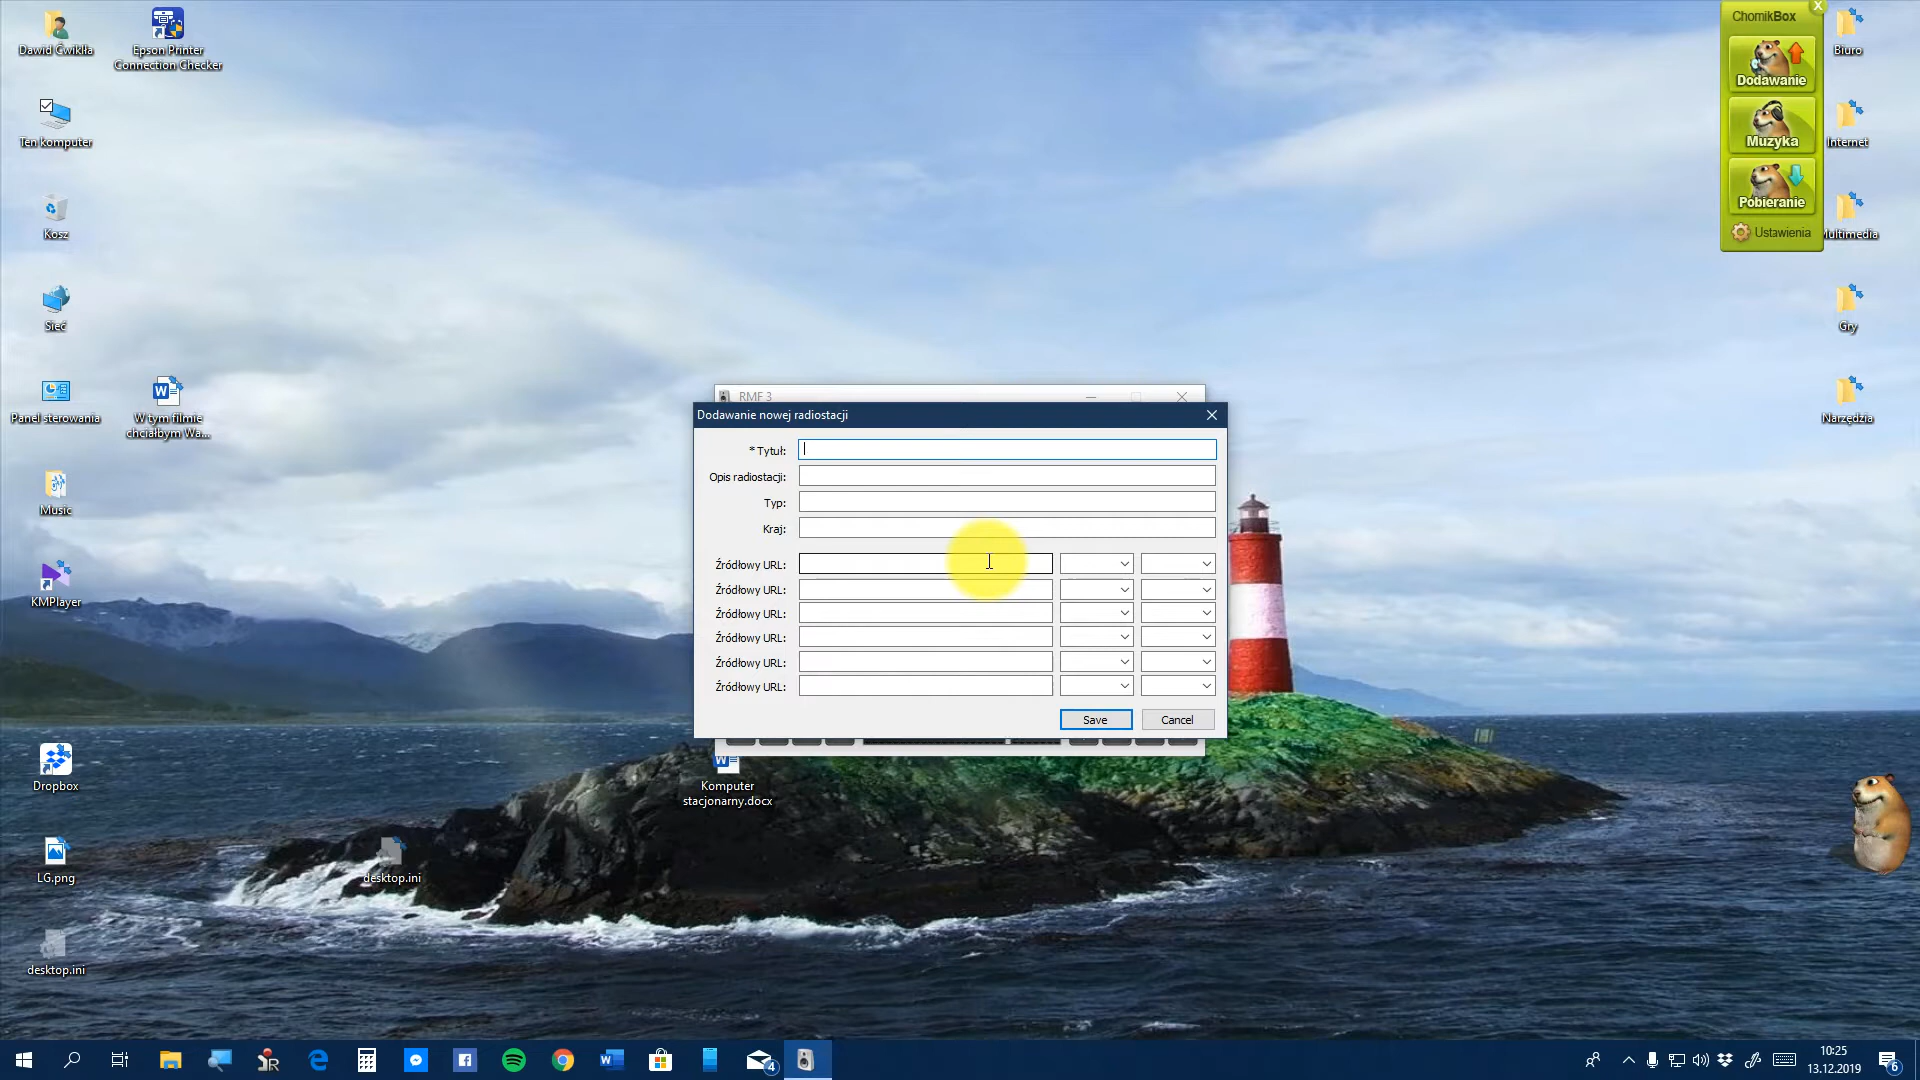 Dawid Ćwikła
Epson Printer
Connection Checker
Ten komputer
Kosz
Sieć
Panel sterowania
W tym filmie
chciałbym Wa...
Music
KMPlayer
Dropbox
LG.png
desktop.ini
desktop.ini
Komputer
stacjonarny.docx
RMF 3
Dodawanie nowej radiostacji
* Tytuł:
Opis radiostacji:
Typ:
Kraj:
Źródłowy URL:
Źródłowy URL:
Źródłowy URL:
Źródłowy URL:
Źródłowy URL:
Źródłowy URL:
Save
Cancel
ChomikBox
X
Dodawanie
Muzyka
Pobieranie
Ustawienia
Biuro
Internet
Multimedia
Gry
Narzędzia
4
10:25
13.12.2019
6